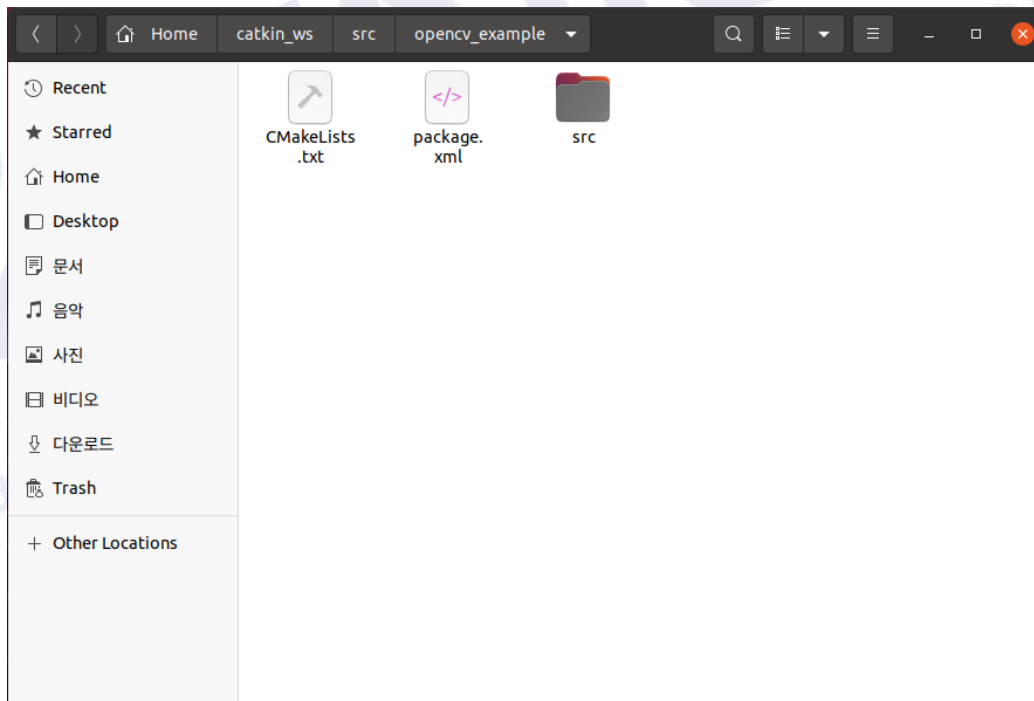 Home catkin_ws src opencv_example
Recent
Starred
Home
Desktop
문서
음악
사진
비디오
다운로드
Trash
Other Locations
CMakeLists
.txt
</>
package.
xml
src